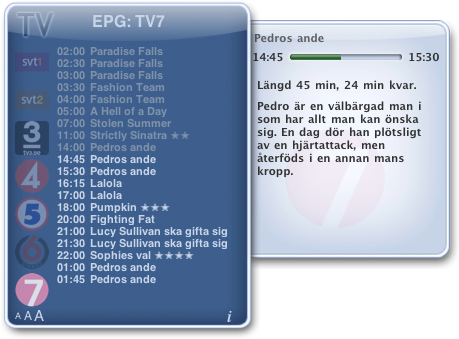 TV
EPG: TV7
svt1
svt2
3
tv3.se
4
5
6
7
02:00 Paradise Falls
02:30 Paradise Falls
03:00 Paradise Falls
03:30 Fashion Team
04:00 Fashion Team
05:00 A Hell of a Day
07:00 Stolen Summer
11:00 Strictly Sinatra ★★
14:00 Pedros ande
14:45 Pedros ande
15:30 Pedros ande
16:15 Lalola
17:00 Lalola
18:00 Pumpkin ★★★
20:00 Fighting Fat
21:00 Lucy Sullivan ska gifta sig
21:30 Lucy Sullivan ska gifta sig
22:00 Sophies val ★★★★
01:00 Pedros ande
01:45 Pedros ande
A A A
i
Pedros ande
14:45 15:30
Längd 45 min, 24 min kvar.
Pedro är en välbärgad man i
som har allt man kan önska
sig. En dag dör han plötsligt
av en hjärtattack, men
återföds i en annan mans
kropp.
7